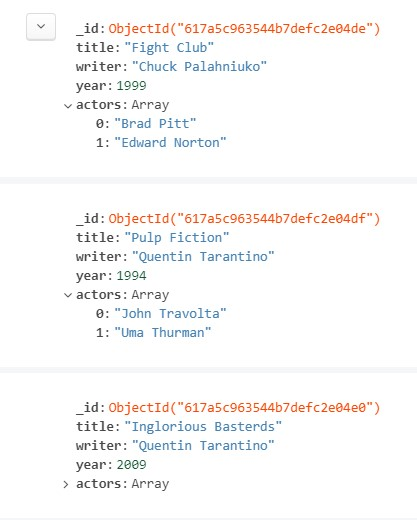 _id: ObjectId("617a5c963544b7defc2e04de")
title: "Fight Club"
writer: "Chuck Palahniuko"
year: 1999
actors: Array
0: "Brad Pitt"
1: "Edward Norton"
_id: ObjectId("617a5c963544b7defc2e04df")
title: "Pulp Fiction"
writer: "Quentin Tarantino"
year: 1994
actors: Array
0: "John Travolta"
1: "Uma Thurman"
_id: ObjectId("617a5c963544b7defc2e04e0")
title: "Inglorious Basterds"
writer: "Quentin Tarantino"
year: 2009
actors: Array